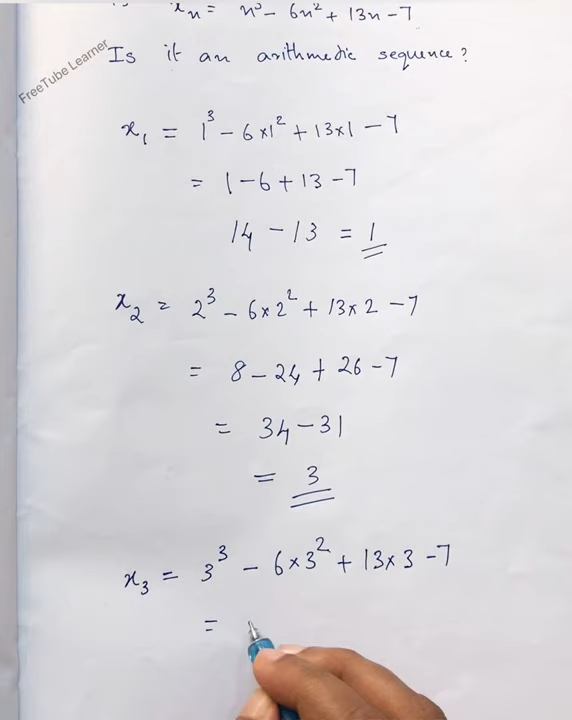 xₙ = n³ - 6n² + 13n - 7
Is it an arithmedic sequence?
FreeTube Learner
x₁ = 1³ - 6×1² + 13×1 - 7
= 1 - 6 + 13 - 7
14 - 13 = 1
x₂ = 2³ - 6×2² + 13×2 - 7
= 8 - 24 + 26 - 7
= 34 - 31
= 3
x₃ = 3³ - 6×3² + 13×3 - 7
=